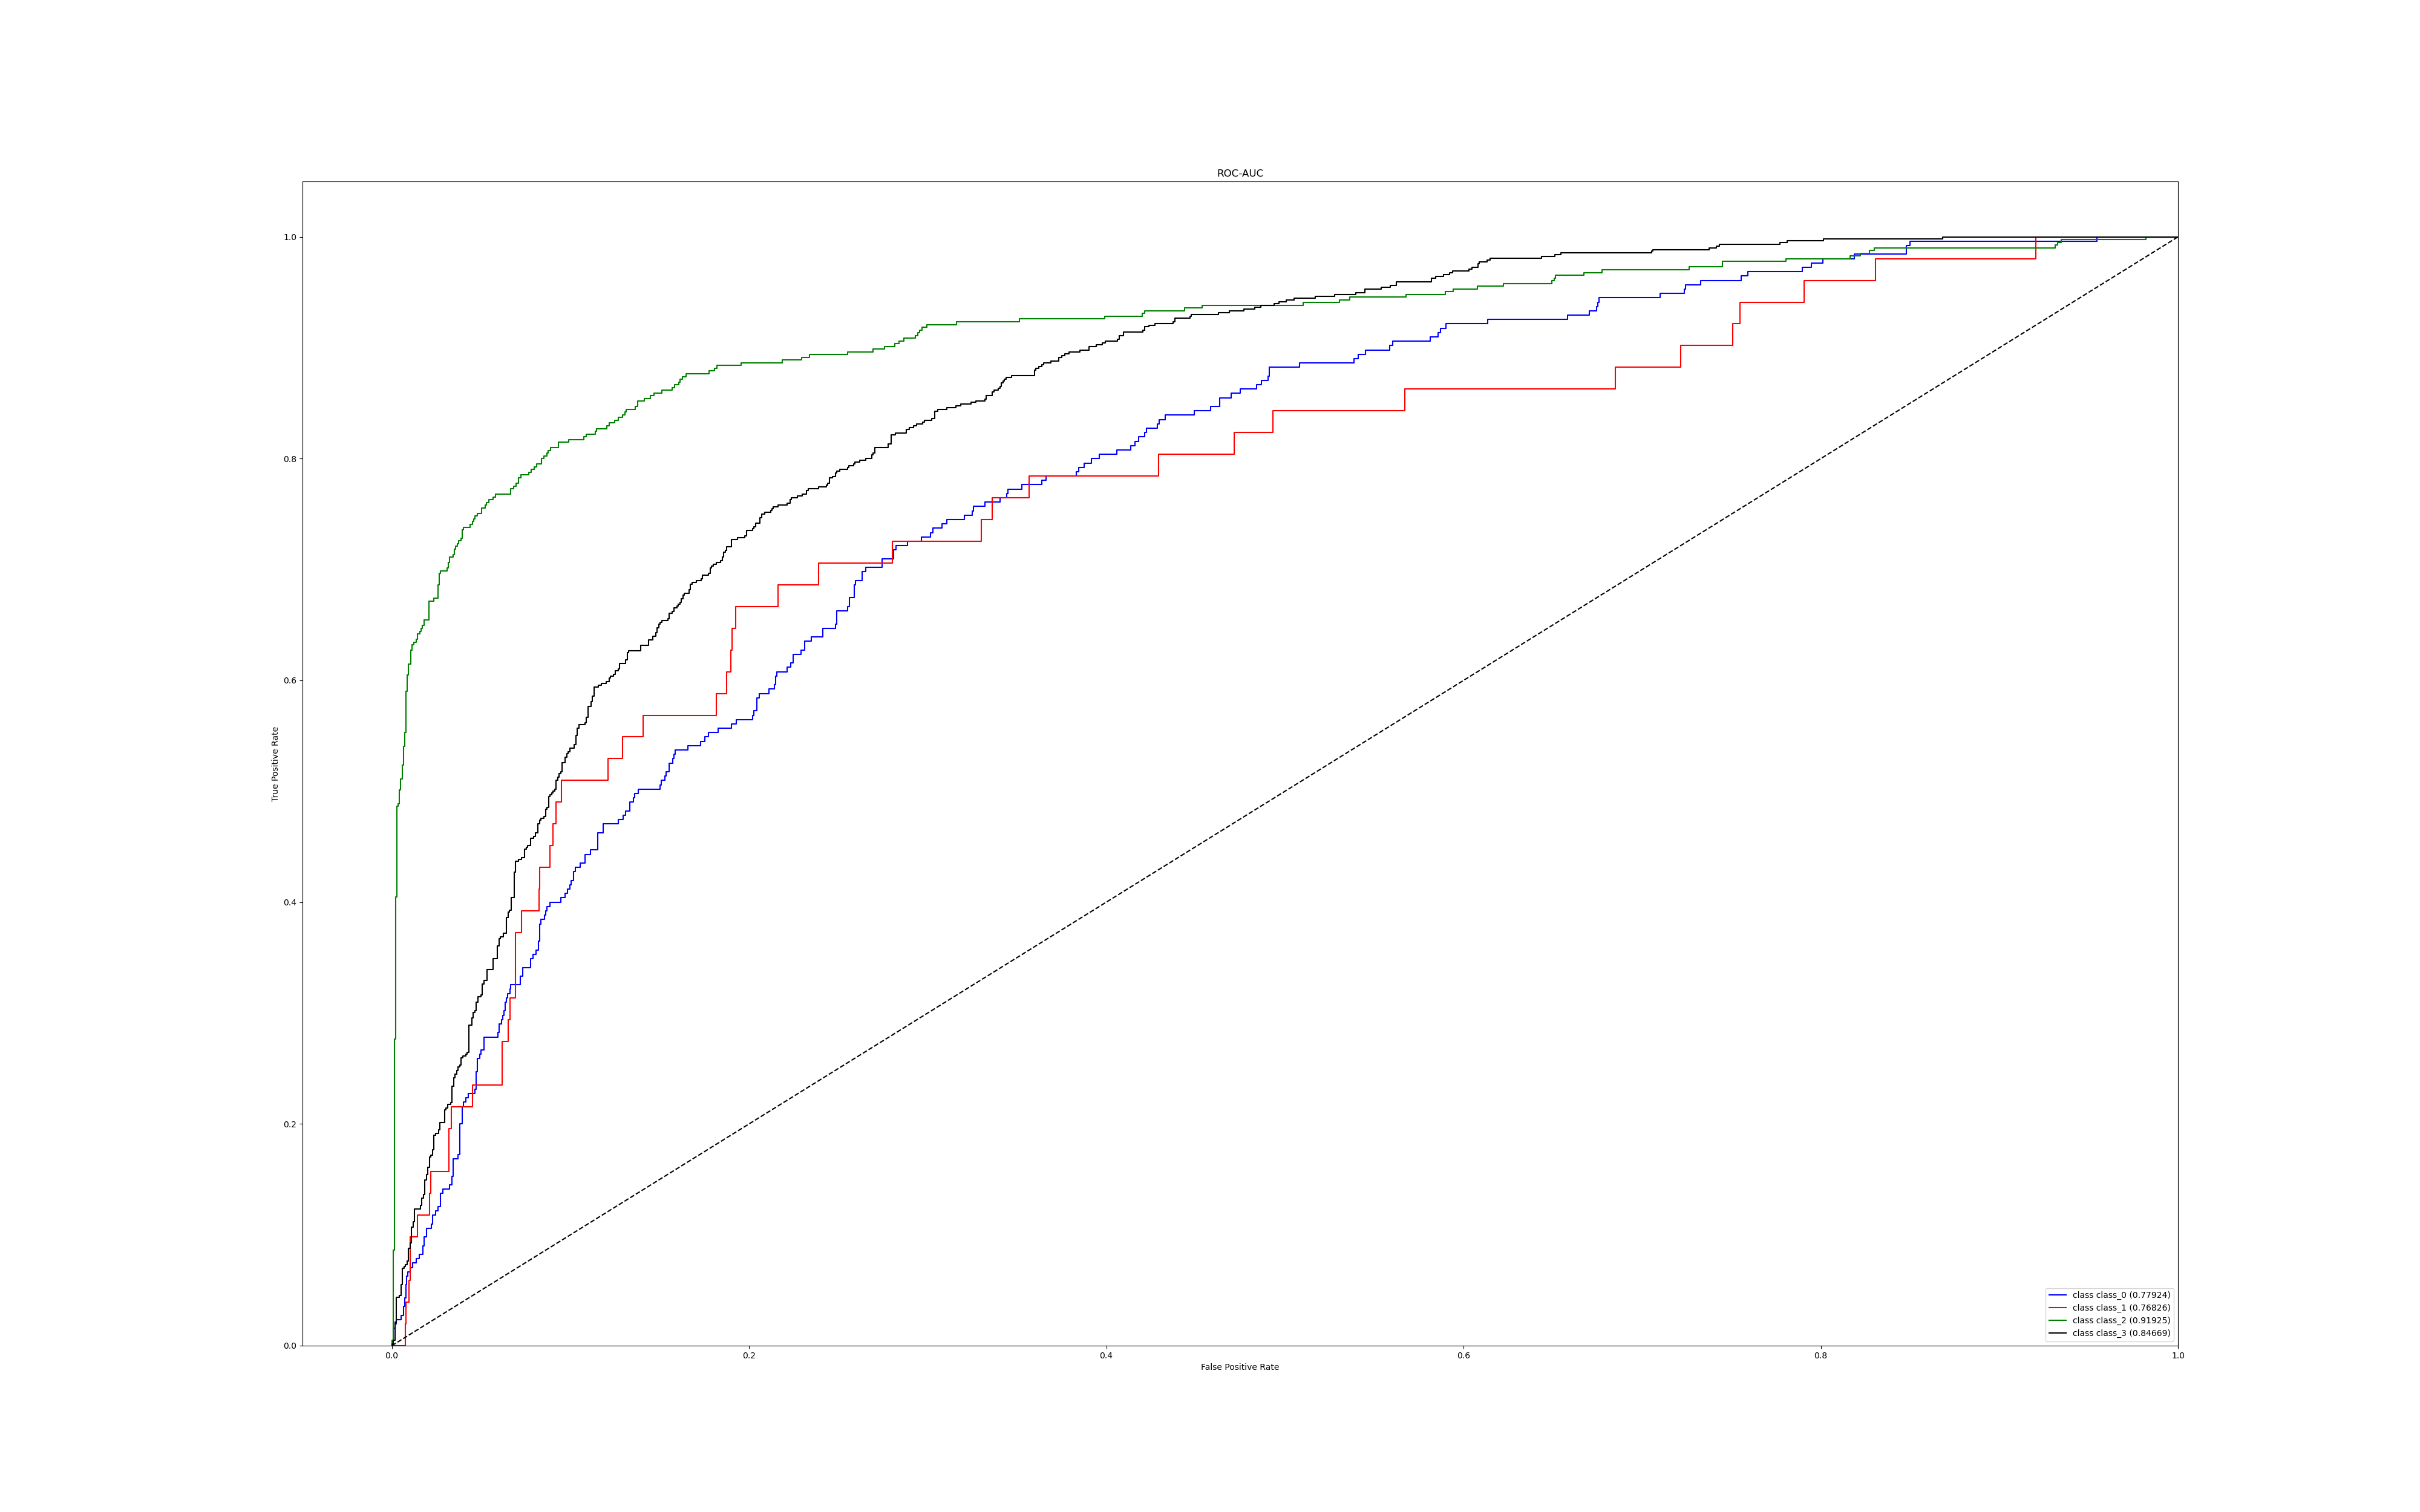 ROC-AUC
1.0
0.8
0.6
True Positive Rate
0.4
0.2
0.0
0.0 0.2 0.4 0.6 0.8 1.0
False Positive Rate
class class_0 (0.77924)
class class_1 (0.76826)
class class_2 (0.91925)
class class_3 (0.84669)